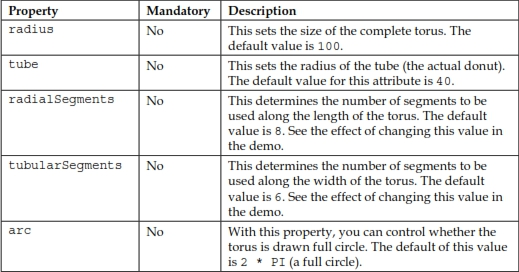 Property Mandatory Description
radius No This sets the size of the complete torus. The
default value is 100.
tube No This sets the radius of the tube (the actual donut).
The default value for this attribute is 40.
radialSegments No This determines the number of segments to be
used along the length of the torus. The default
value is 8. See the effect of changing this value in
the demo.
tubularSegments No This determines the number of segments to be
used along the width of the torus. The default
value is 6. See the effect of changing this value in
the demo.
arc No With this property, you can control whether the
torus is drawn full circle. The default of this value
is 2 * PI (a full circle).